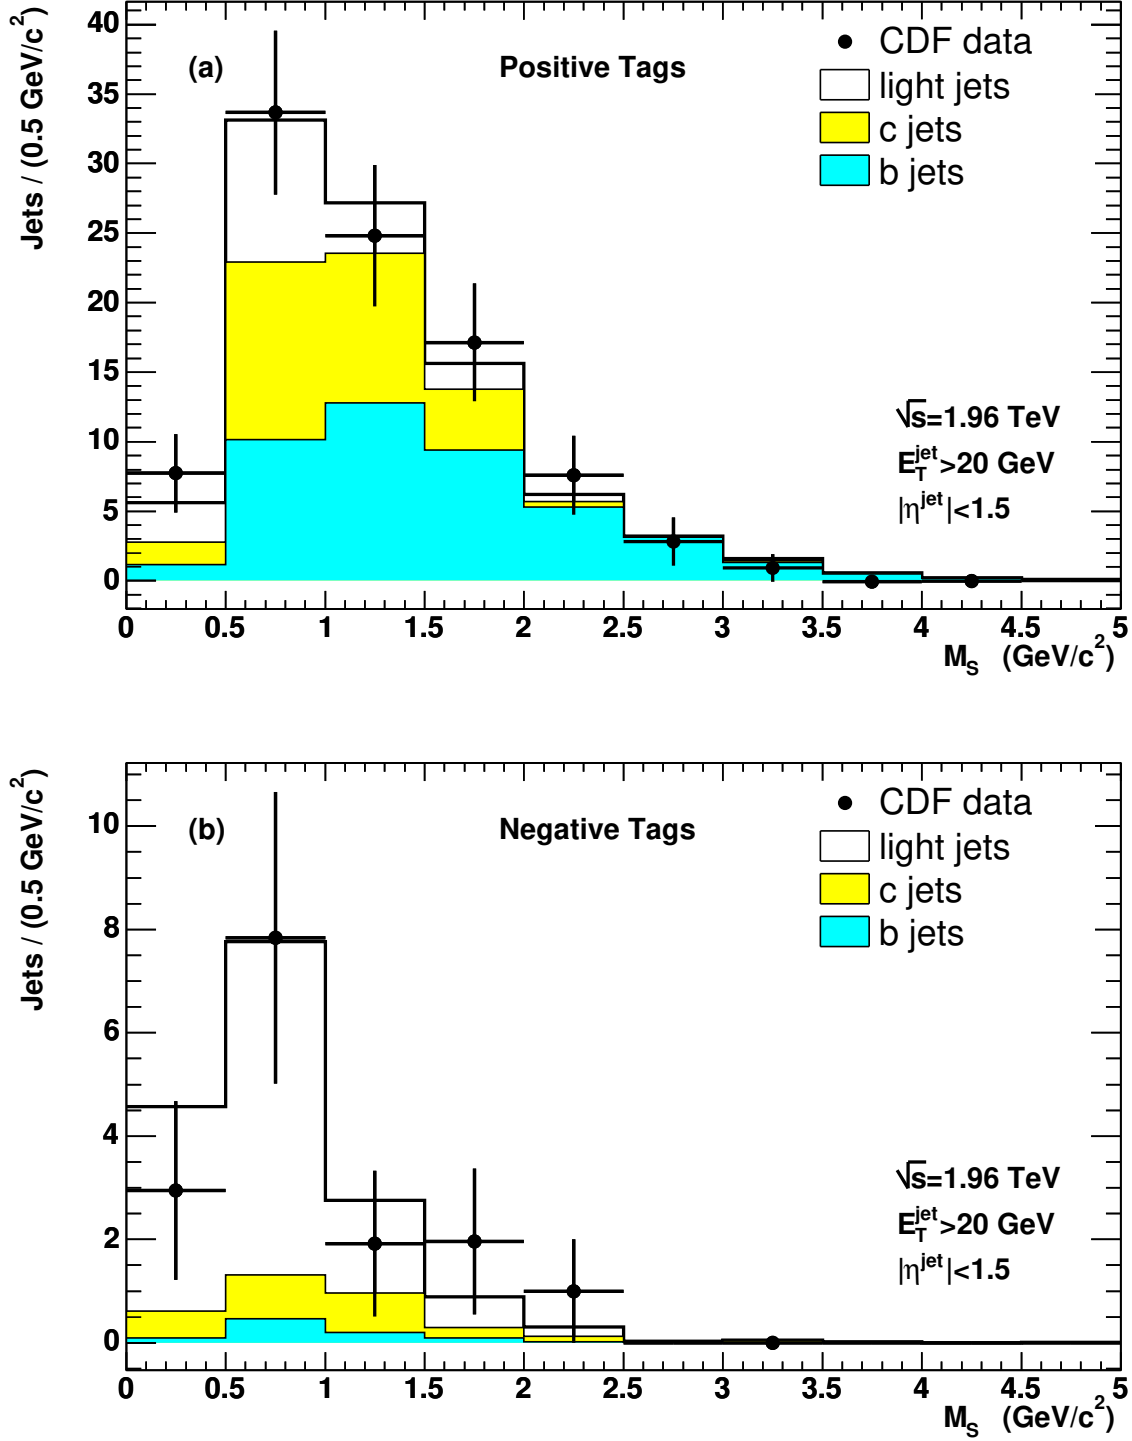 Jets / (0.5 GeV/c²)
40
35
30
25
20
15
10
5
0
(a)
Positive Tags
CDF data
light jets
c jets
b jets
√s=1.96 TeV
E_T^jet>20 GeV
|η^jet|<1.5
0 0.5 1 1.5 2 2.5 3 3.5 4 4.5 5
M_S (GeV/c²)
Jets / (0.5 GeV/c²)
10
8
6
4
2
0
(b)
Negative Tags
CDF data
light jets
c jets
b jets
√s=1.96 TeV
E_T^jet>20 GeV
|η^jet|<1.5
0 0.5 1 1.5 2 2.5 3 3.5 4 4.5 5
M_S (GeV/c²)